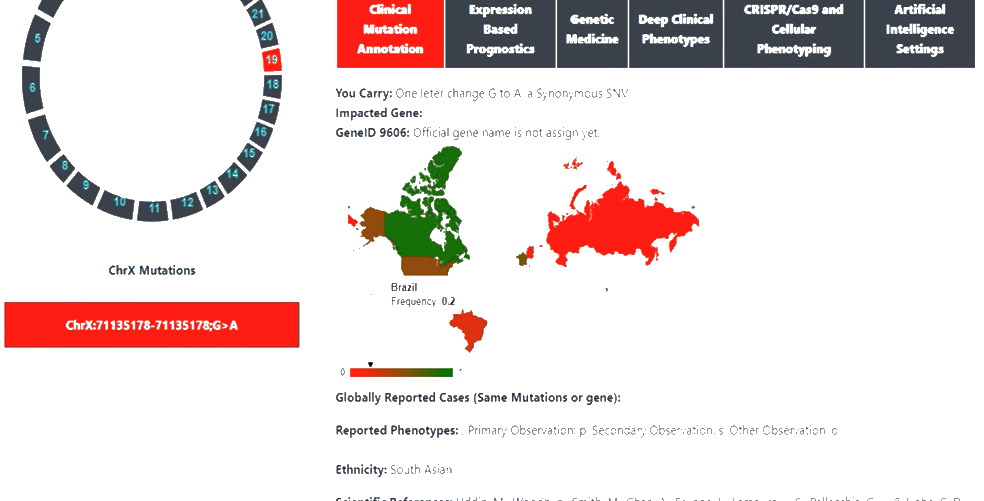 Clinical Mutation Annotation
Expression Based Prognostics
Genetic Medicine
Deep Clinical Phenotypes
CRISPR/Cas9 and Cellular Phenotyping
Artificial Intelligence Settings
21
20
19
18
17
16
15
14
13
12
11
10
9
8
7
6
5
You Carry: One leter change G to A, a Synonymous SNV
Impacted Gene:
GeneID 9606: Official gene name is not assign yet.
Brazil
Frequency 0.2
0
ChrX Mutations
ChrX:71135178-71135178;G>A
Globally Reported Cases (Same Mutations or gene):
Reported Phenotypes: Primary Observation: p Secondary Observation: s Other Observation: o
Ethnicity: South Asian